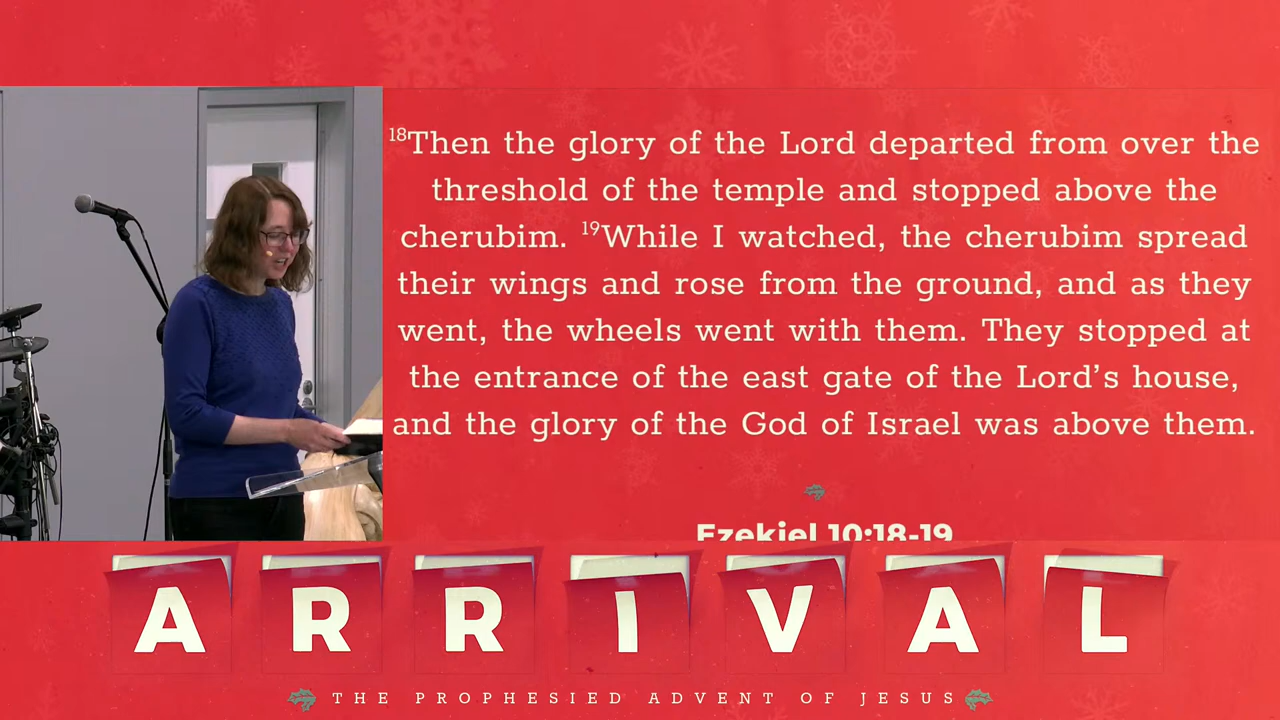 ¹⁸Then the glory of the Lord departed from over the
threshold of the temple and stopped above the
cherubim. ¹⁹While I watched, the cherubim spread
their wings and rose from the ground, and as they
went, the wheels went with them. They stopped at
the entrance of the east gate of the Lord’s house,
and the glory of the God of Israel was above them.
Ezekiel 10:18-19
ARRIVAL
THE PROPHESIED ADVENT OF JESUS